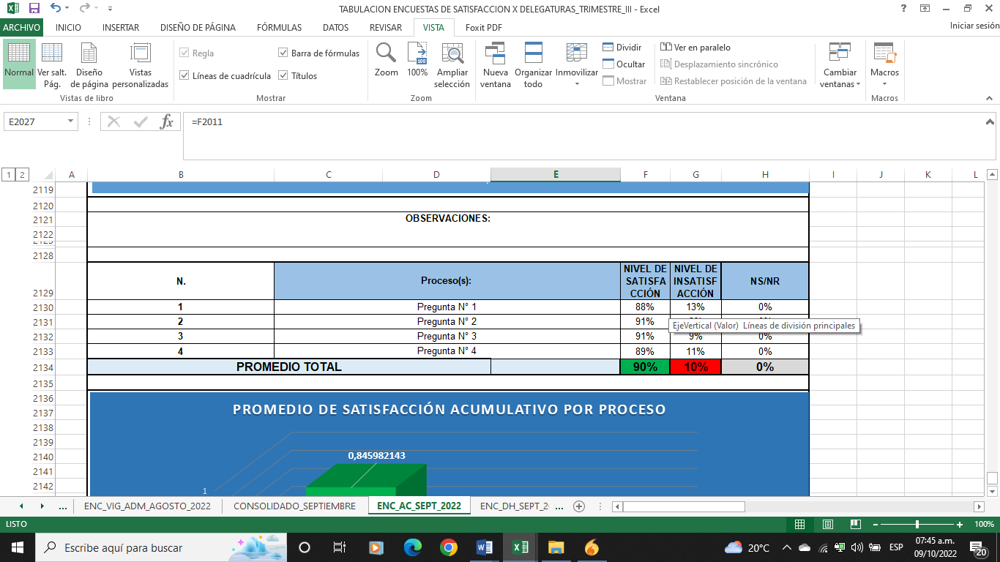 TABULACION ENCUESTAS DE SATISFACCION X DELEGATURAS_TRIMESTRE_III - Excel
ARCHIVO INICIO INSERTAR DISEÑO DE PÁGINA FÓRMULAS DATOS REVISAR VISTA Foxit PDF Iniciar sesión
Normal
Ver salt. Pág.
Diseño de página
Vistas personalizadas
Vistas de libro
Regla
Barra de fórmulas
Líneas de cuadrícula
Títulos
Mostrar
Zoom
100%
Ampliar selección
Zoom
Nueva ventana
Organizar todo
Inmovilizar
Dividir
Ocultar
Mostrar
Ver en paralelo
Desplazamiento sincrónico
Restablecer posición de la ventana
Cambiar ventanas
Ventana
Macros
Macros
E2027 fx =F2011
1 2 A B C D E F G H I J K L
2119
2120
2121 OBSERVACIONES:
2122
2128
2129 N. Proceso(s): NIVEL DE SATISFACCIÓN NIVEL DE INSATISFACCIÓN NS/NR
2130 1 Pregunta N° 1 88% 13% 0%
2131 2 Pregunta N° 2 91%
EjeVertical (Valor) Líneas de división principales
2132 3 Pregunta N° 3 91% 9% 0%
2133 4 Pregunta N° 4 89% 11% 0%
2134 PROMEDIO TOTAL 90% 10% 0%
2135
2136
2137 PROMEDIO DE SATISFACCIÓN ACUMULATIVO POR PROCESO
2138
2139
2140 0,845982143
2141
2142
1
... ENC_VIG_ADM_AGOSTO_2022 CONSOLIDADO_SEPTIEMBRE ENC_AC_SEPT_2022 ENC_DH_SEPT_2 ...
LISTO 100%
Escribe aquí para buscar
20°C ESP
07:45 a.m.
09/10/2022
20